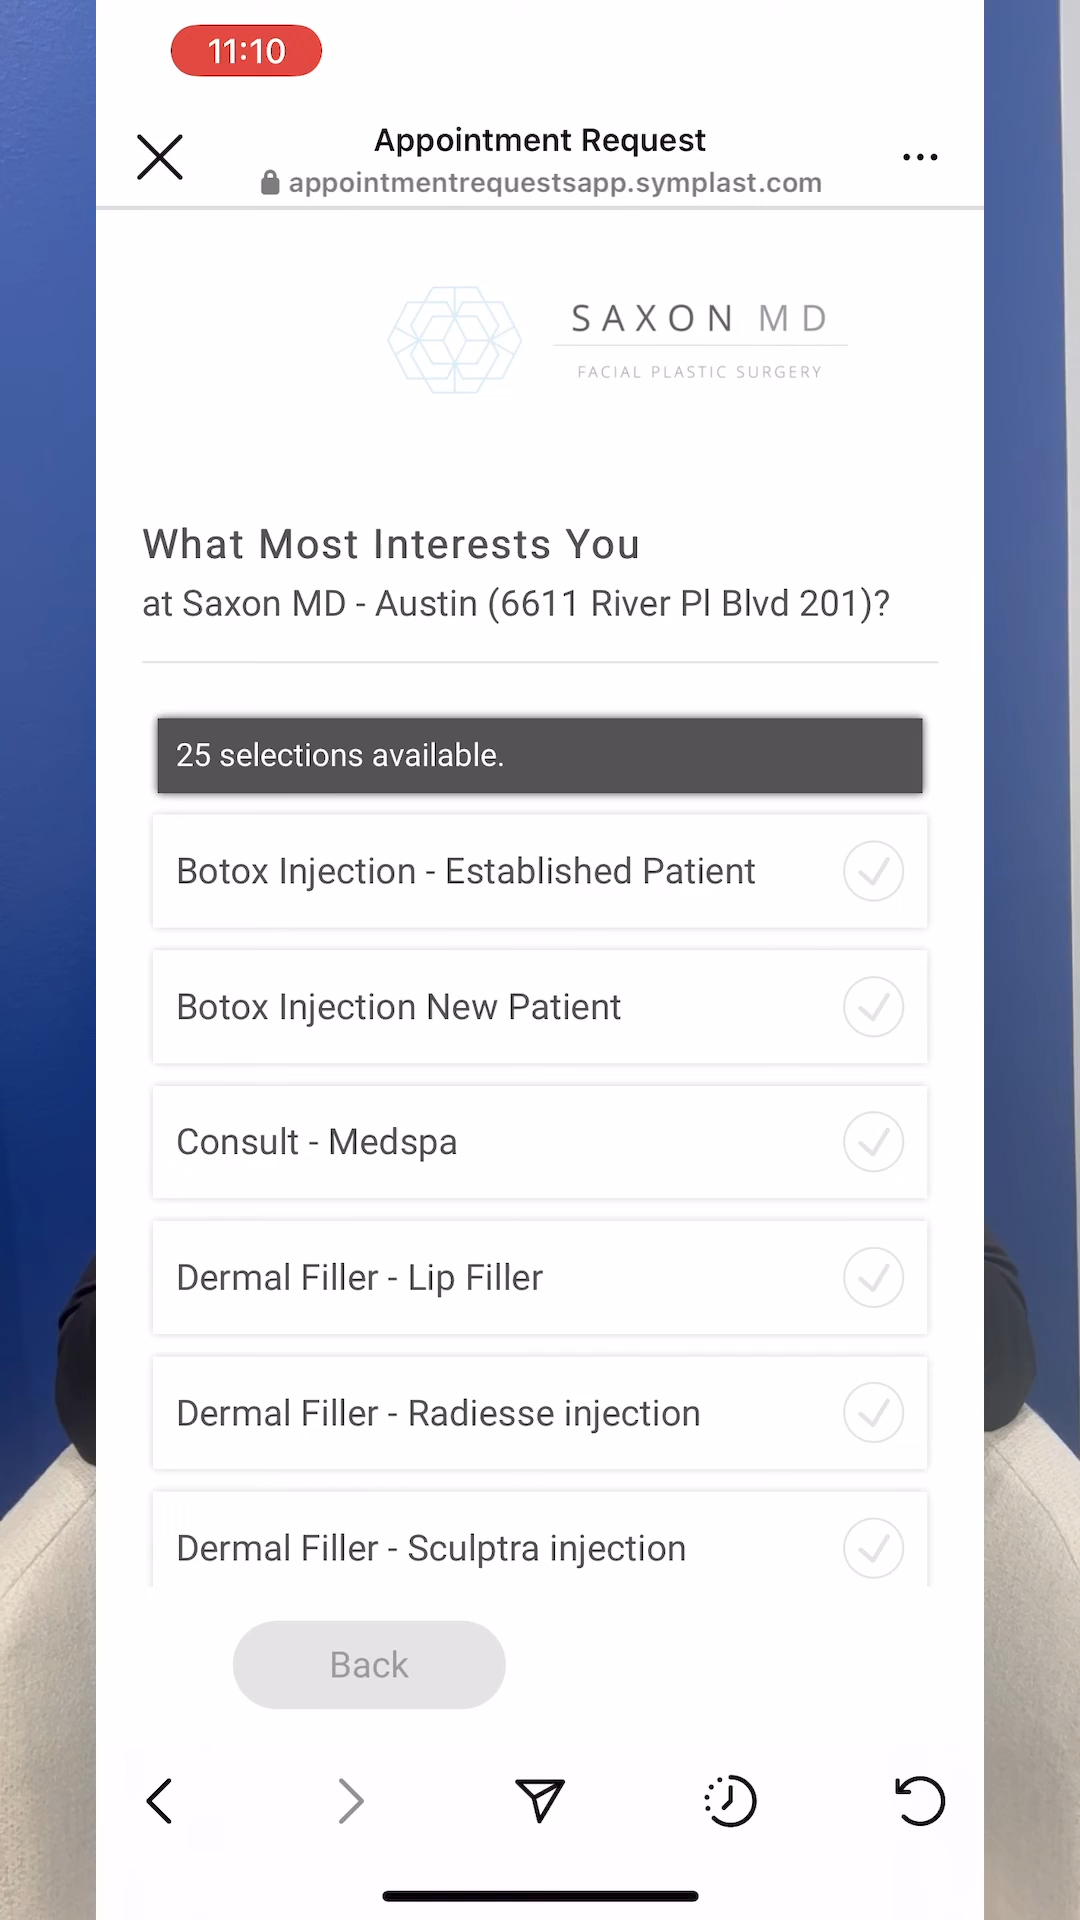 11:10
Appointment Request
appointmentrequestsapp.symplast.com
SAXON MD
FACIAL PLASTIC SURGERY
What Most Interests You
at Saxon MD - Austin (6611 River Pl Blvd 201)?
25 selections available.
Botox Injection - Established Patient
Botox Injection New Patient
Consult - Medspa
Dermal Filler - Lip Filler
Dermal Filler - Radiesse injection
Dermal Filler - Sculptra injection
Back